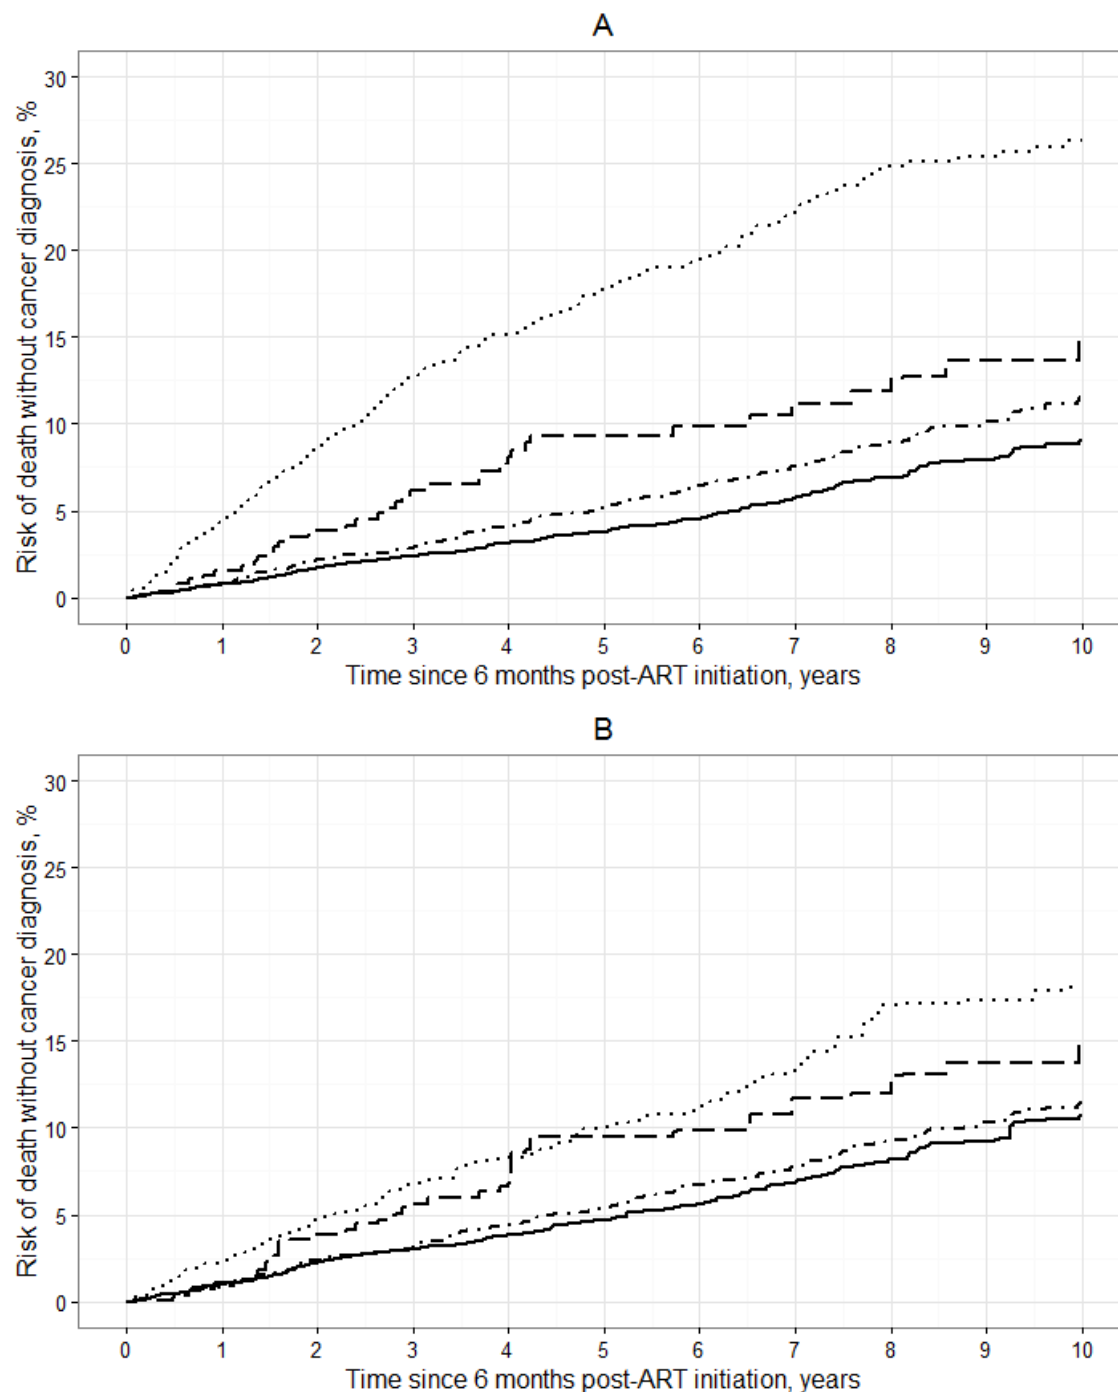 A
Risk of death without cancer diagnosis, %
30
25
20
15
10
5
0
0 1 2 3 4 5 6 7 8 9 10
Time since 6 months post-ART initiation, years
B
Risk of death without cancer diagnosis, %
30
25
20
15
10
5
0
0 1 2 3 4 5 6 7 8 9 10
Time since 6 months post-ART initiation, years